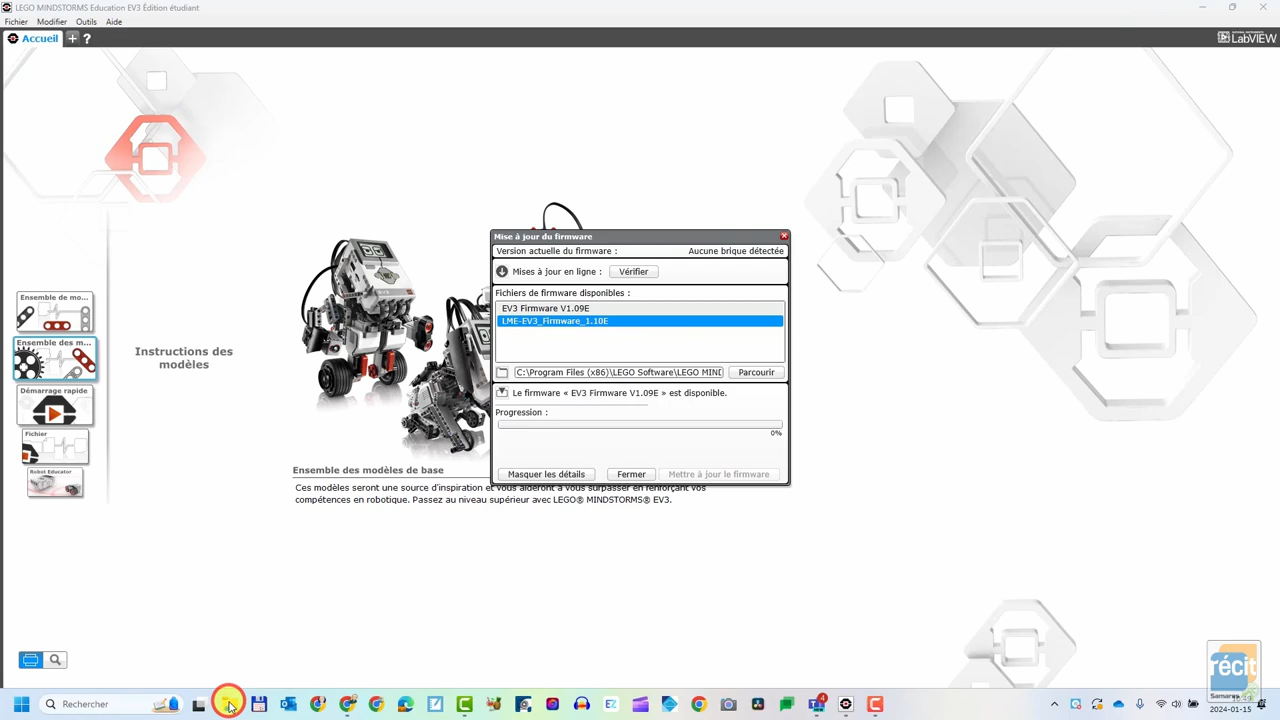 LEGO MINDSTORMS Education EV3 Édition étudiant
Fichier Modifier Outils Aide
Accueil + ?
LabVIEW
Mise à jour du firmware
Version actuelle du firmware : Aucune brique détectée
Mises à jour en ligne : Vérifier
Fichiers de firmware disponibles :
EV3 Firmware V1.09E
LME-EV3_Firmware_1.10E
C:\Program Files (x86)\LEGO Software\LEGO MIND Parcourir
Le firmware « EV3 Firmware V1.09E » est disponible.
Progression :
0%
Masquer les détails Fermer Mettre à jour le firmware
Ensemble de mo...
Ensemble des m...
Démarrage rapide
Fichier
Robot Educator
Instructions des
modèles
Ensemble des modèles de base
Ces modèles seront une source d'inspiration et vous aideront à vous surpasser en renforçant vos
compétences en robotique. Passez au niveau supérieur avec LEGO® MINDSTORMS® EV3.
récit
Rechercher
4
2024-01-15